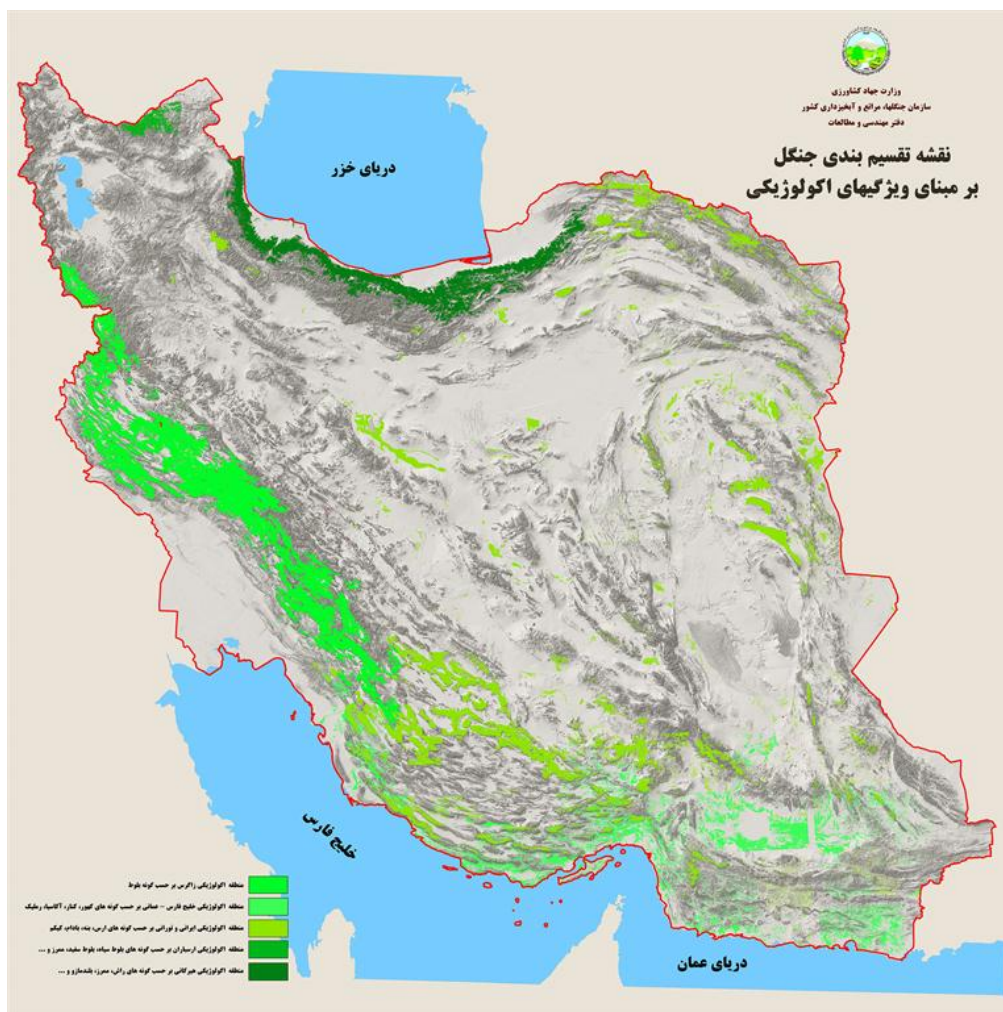 وزارت جهاد کشاورزی
سازمان جنگلها، مراتع و آبخیزداری کشور
دفتر مهندسی و مطالعات
نقشه تقسیم بندی جنگل
بر مبنای ویژگیهای اکولوژیکی
دریای خزر
خلیج فارس
دریای عمان
منطقه اکولوژیکی زاگرس بر حسب گونه بلوط
منطقه اکولوژیکی خلیج فارس - عمانی بر حسب گونه های کهور، کنار، آکاسیا، رملیک
منطقه اکولوژیکی ایرانی و تورانی بر حسب گونه های ارس، بنه، بادام، کیکم
منطقه اکولوژیکی ارسباران بر حسب گونه های بلوط سیاه، بلوط سفید، ممرز و ...
منطقه اکولوژیکی هیرکانی بر حسب گونه های راش، ممرز، بلندمازو و ...